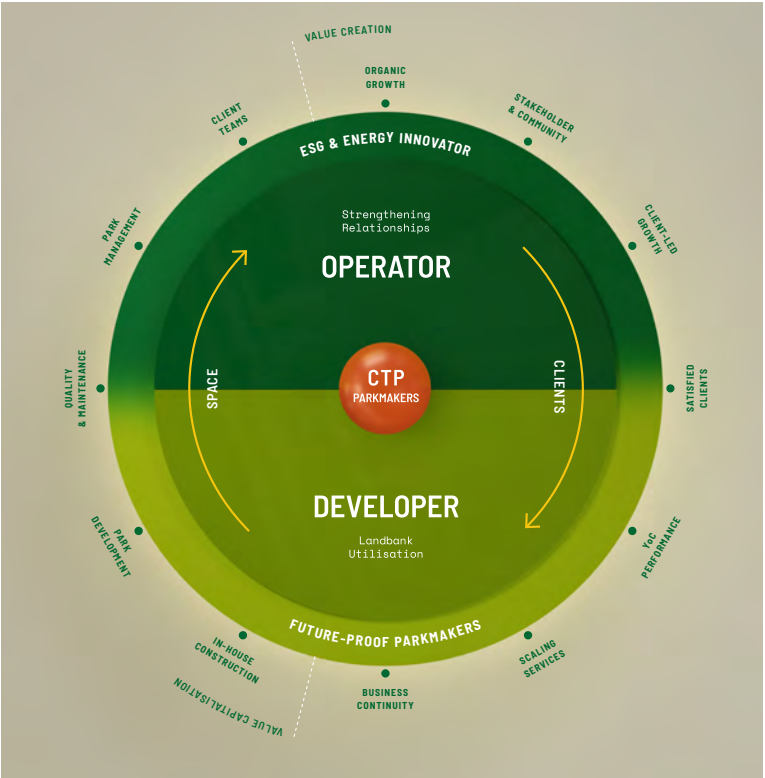 VALUE CREATION
ORGANIC
GROWTH
STAKEHOLDER
& COMMUNITY
CLIENT-LED
GROWTH
SATISFIED
CLIENTS
YoC
PERFORMANCE
SCALING
SERVICES
BUSINESS
CONTINUITY
VALUE CAPITALISATION
IN-HOUSE
CONSTRUCTION
PARK
DEVELOPMENT
QUALITY
& MAINTENANCE
PARK
MANAGEMENT
CLIENT
TEAMS
ESG & ENERGY INNOVATOR
Strengthening
Relationships
OPERATOR
SPACE
CTP
PARKMAKERS
CLIENTS
DEVELOPER
Landbank
Utilisation
FUTURE-PROOF PARKMAKERS